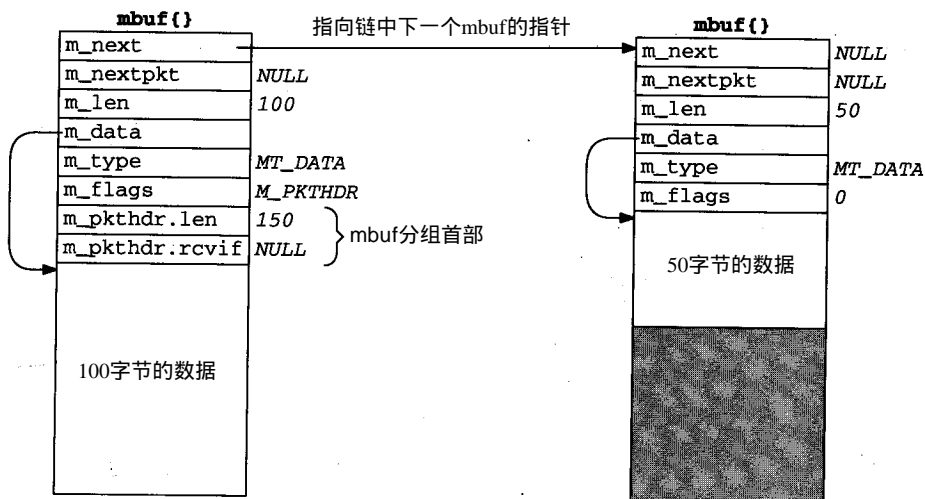 mbuf{}
m_next
m_nextpkt NULL
m_len 100
m_data
m_type MT_DATA
m_flags M_PKTHDR
m_pkthdr.len 150
m_pkthdr.rcvif NULL
mbuf分组首部
100字节的数据
指向链中下一个mbuf的指针
mbuf{}
m_next NULL
m_nextpkt NULL
m_len 50
m_data
m_type MT_DATA
m_flags 0
50字节的数据